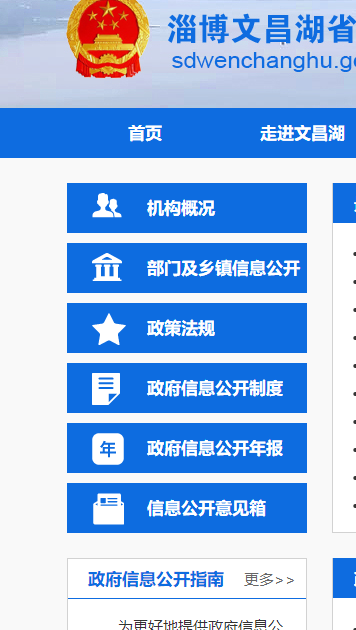 淄博文昌湖省
sdwenchanghu.go
首页 走进文昌湖
机构概况
部门及乡镇信息公开
政策法规
政府信息公开制度
年 政府信息公开年报
信息公开意见箱
政府信息公开指南 更多>>
为更好地提供政府信息公